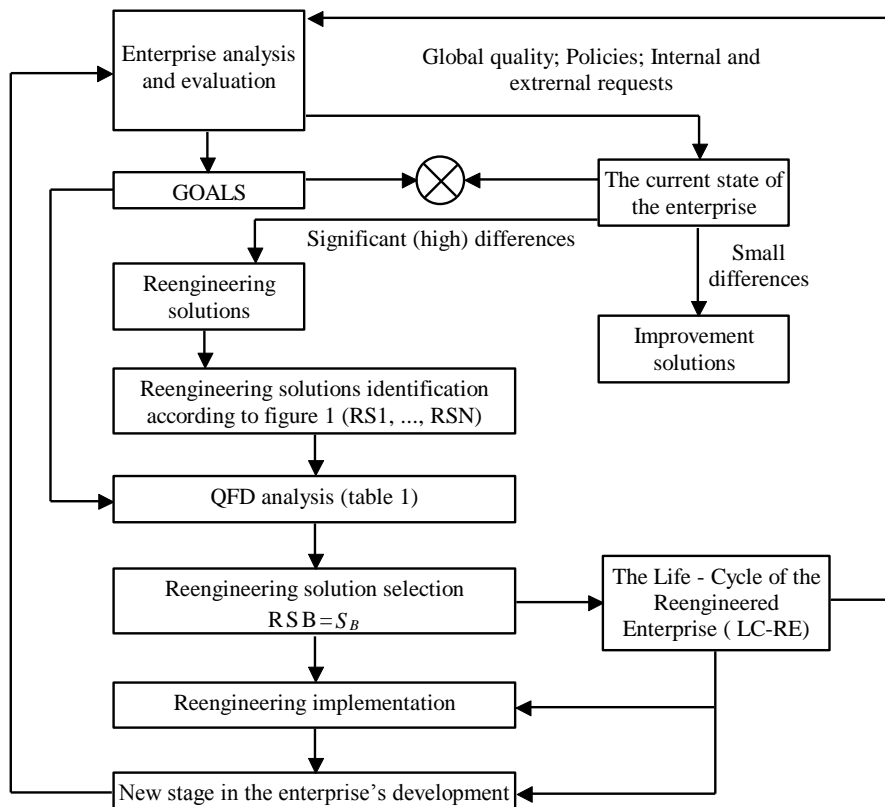 Enterprise analysis
and evaluation
Global quality; Policies; Internal and
extrernal requests
GOALS
The current state of
the enterprise
Significant (high) differences
Small
differences
Reengineering
solutions
Improvement
solutions
Reengineering solutions identification
according to figure 1 (RS1, ..., RSN)
QFD analysis (table 1)
Reengineering solution selection
RSB=S_B
The Life - Cycle of the
Reengineered
Enterprise ( LC-RE)
Reengineering implementation
New stage in the enterprise’s development